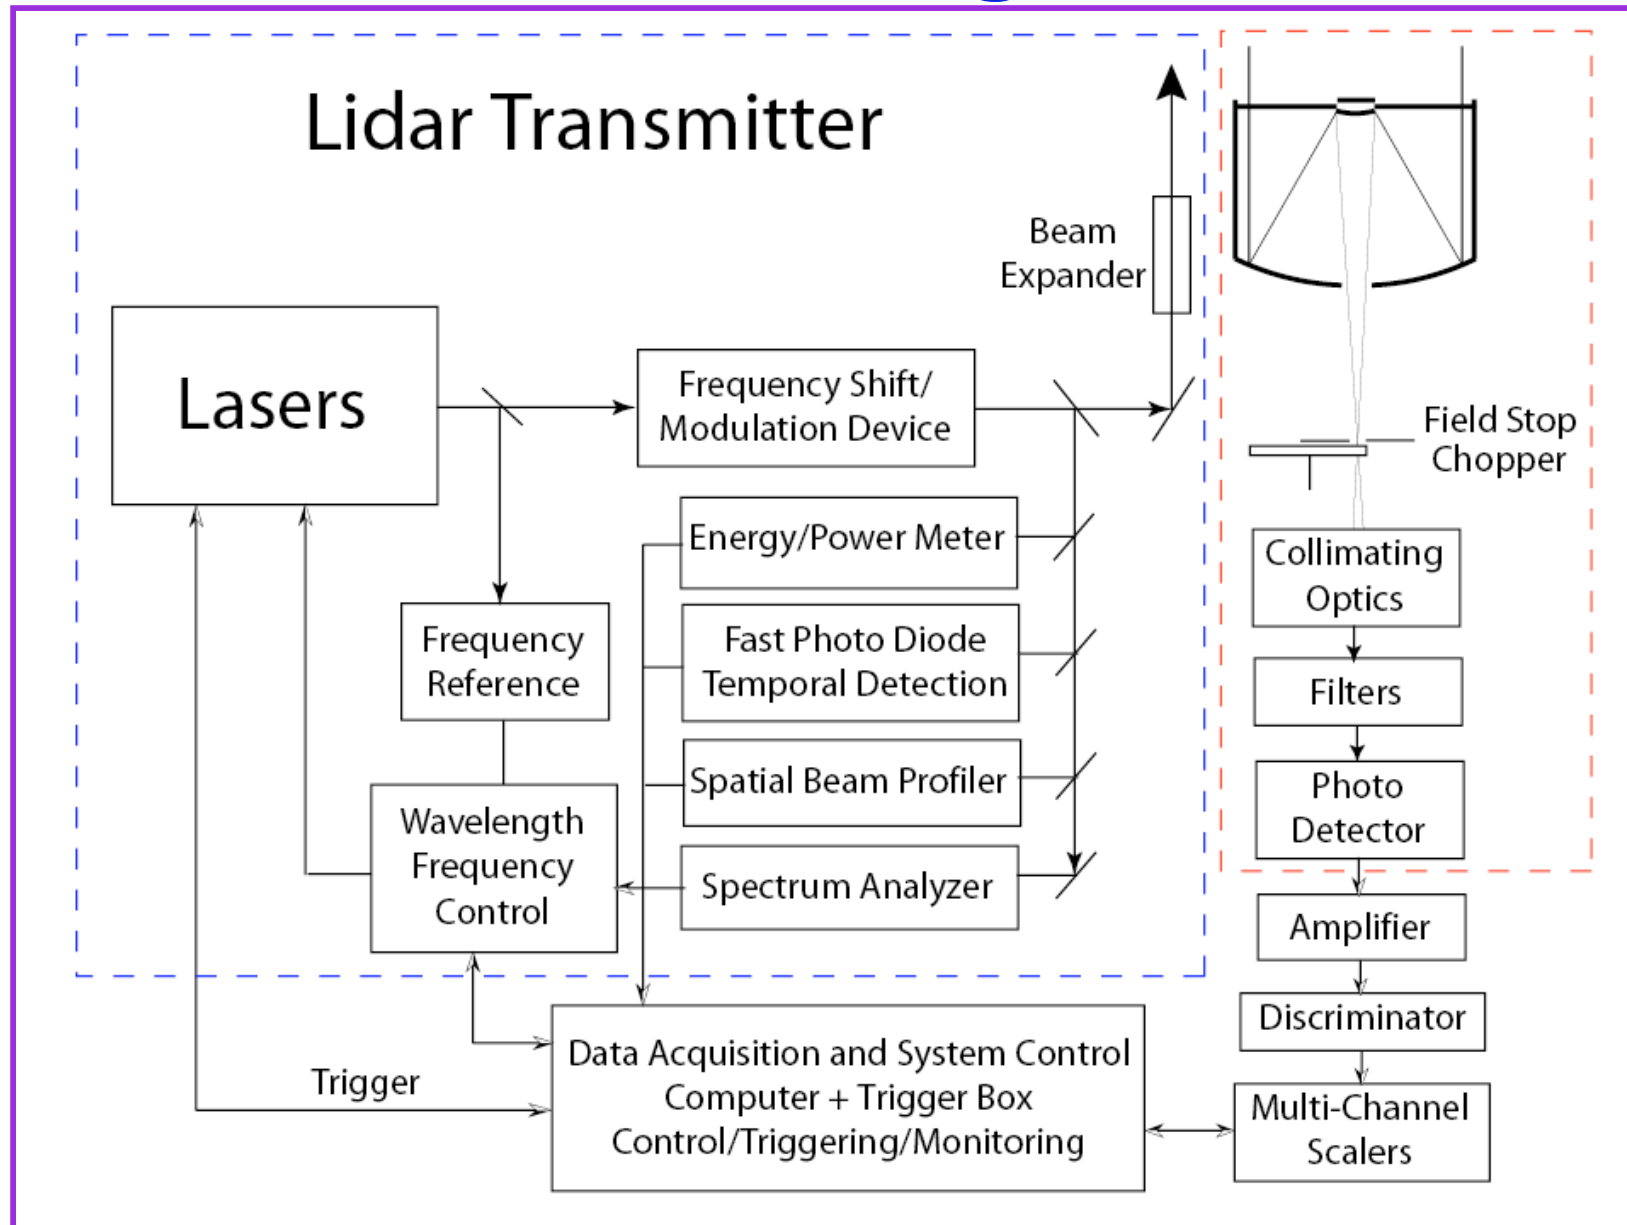 Lidar Transmitter
Beam
Expander
Lasers
Frequency Shift/
Modulation Device
Field Stop
Chopper
Energy/Power Meter
Collimating
Optics
Fast Photo Diode
Temporal Detection
Frequency
Reference
Filters
Spatial Beam Profiler
Photo
Detector
Wavelength
Frequency
Control
Spectrum Analyzer
Amplifier
Discriminator
Data Acquisition and System Control
Computer + Trigger Box
Control/Triggering/Monitoring
Trigger
Multi-Channel
Scalers